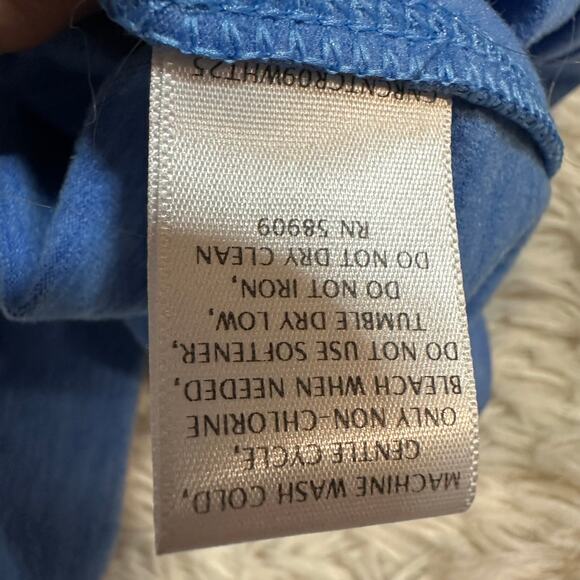 MACHINE WASH COLD,
GENTLE CYCLE,
ONLY NON-CHLORINE
BLEACH WHEN NEEDED,
DO NOT USE SOFTENER,
TUMBLE DRY LOW,
DO NOT IRON,
DO NOT DRY CLEAN
RN 58909